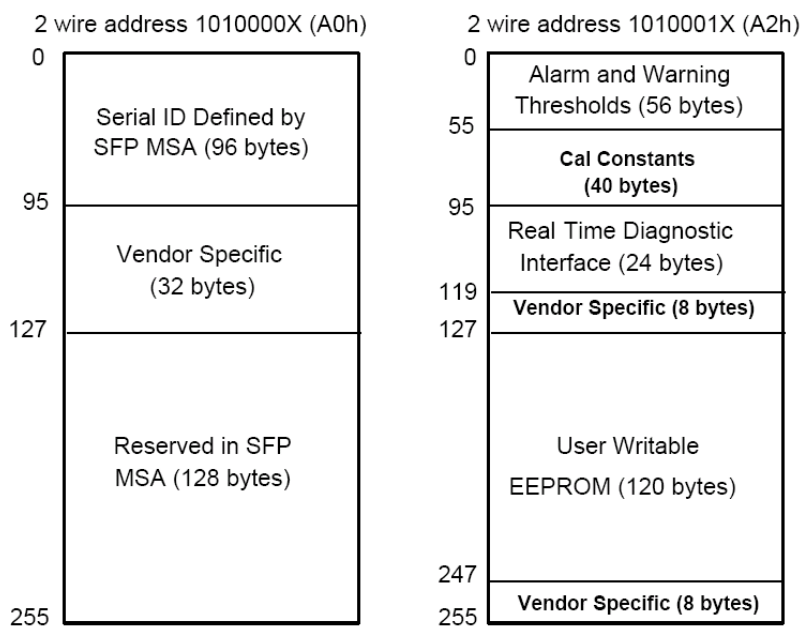 2 wire address 1010000X (A0h)
0
Serial ID Defined by
SFP MSA (96 bytes)
95
Vendor Specific
(32 bytes)
127
Reserved in SFP
MSA (128 bytes)
255
2 wire address 1010001X (A2h)
0
Alarm and Warning
Thresholds (56 bytes)
55
Cal Constants
(40 bytes)
95
Real Time Diagnostic
Interface (24 bytes)
119
Vendor Specific (8 bytes)
127
User Writable
EEPROM (120 bytes)
247
Vendor Specific (8 bytes)
255